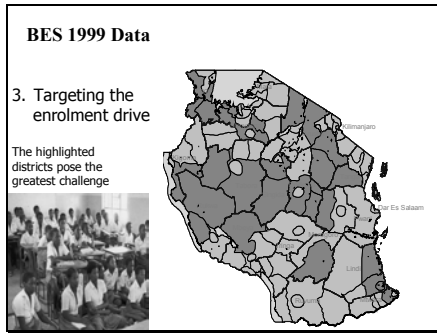 BES 1999 Data
3. Targeting the
enrolment drive
The highlighted
districts pose the
greatest challenge
Kilimanjaro
Dar Es Salaam
Lindi